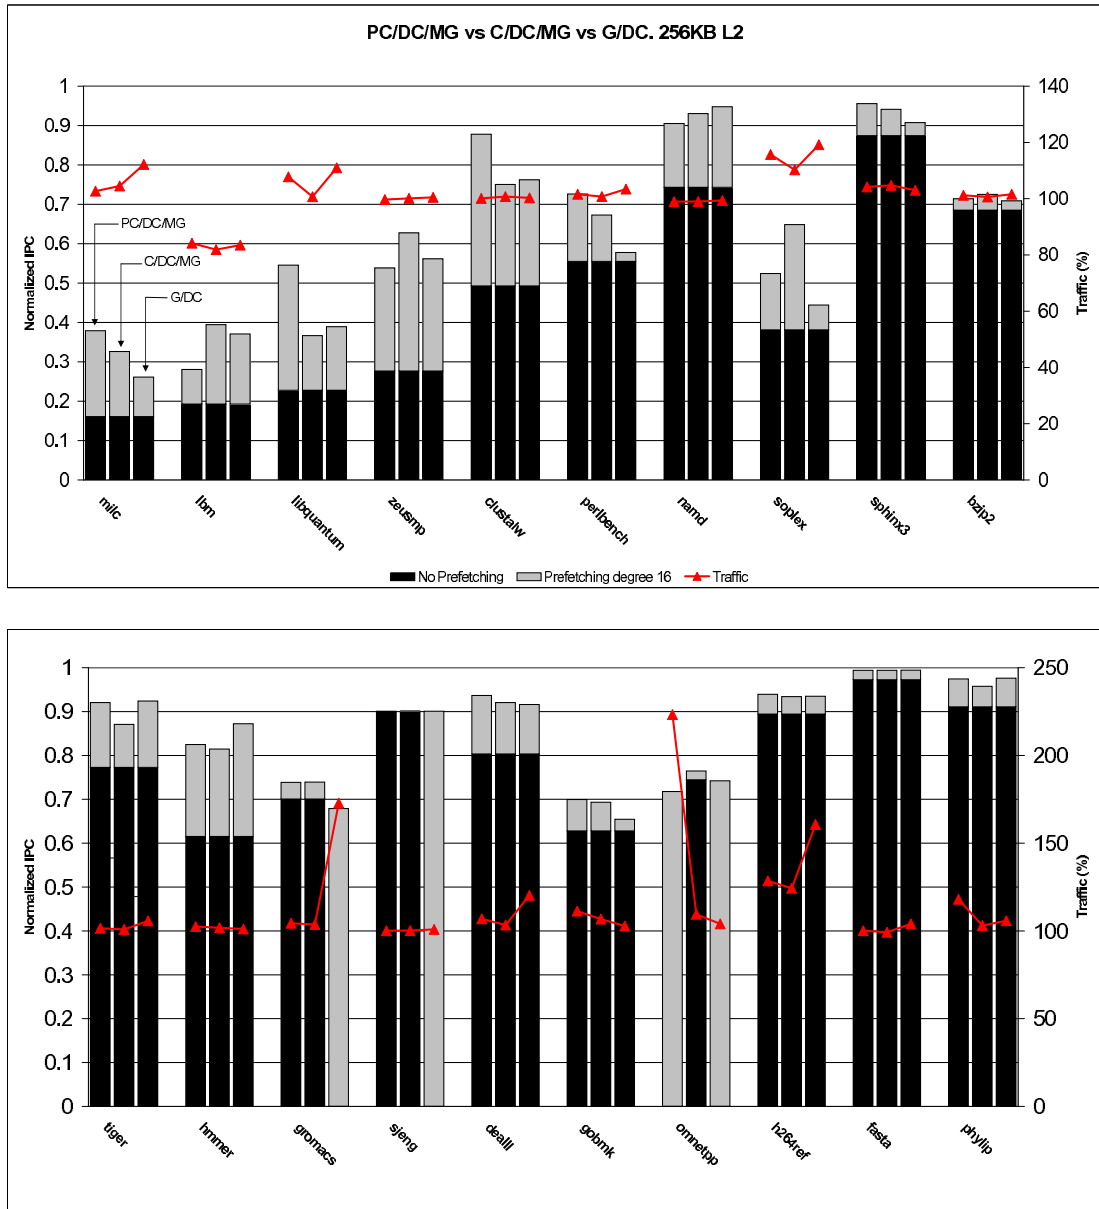 PC/DC/MG vs C/DC/MG vs G/DC. 256KB L2
1
0.9
0.8
0.7
0.6
0.5
0.4
0.3
0.2
0.1
0
Normalized IPC
140
120
100
80
60
40
20
0
Traffic (%)
PC/DC/MG
C/DC/MG
G/DC
milc
lbm
libquantum
zeusmp
clustalw
perlbench
namd
soplex
sphinx3
bzip2
No Prefetching
Prefetching degree 16
Traffic
1
0.9
0.8
0.7
0.6
0.5
0.4
0.3
0.2
0.1
0
Normalized IPC
250
200
150
100
50
0
Traffic (%)
tiger
hmmer
gromacs
sjeng
dealII
gobmk
omnetpp
h264ref
fasta
phylip